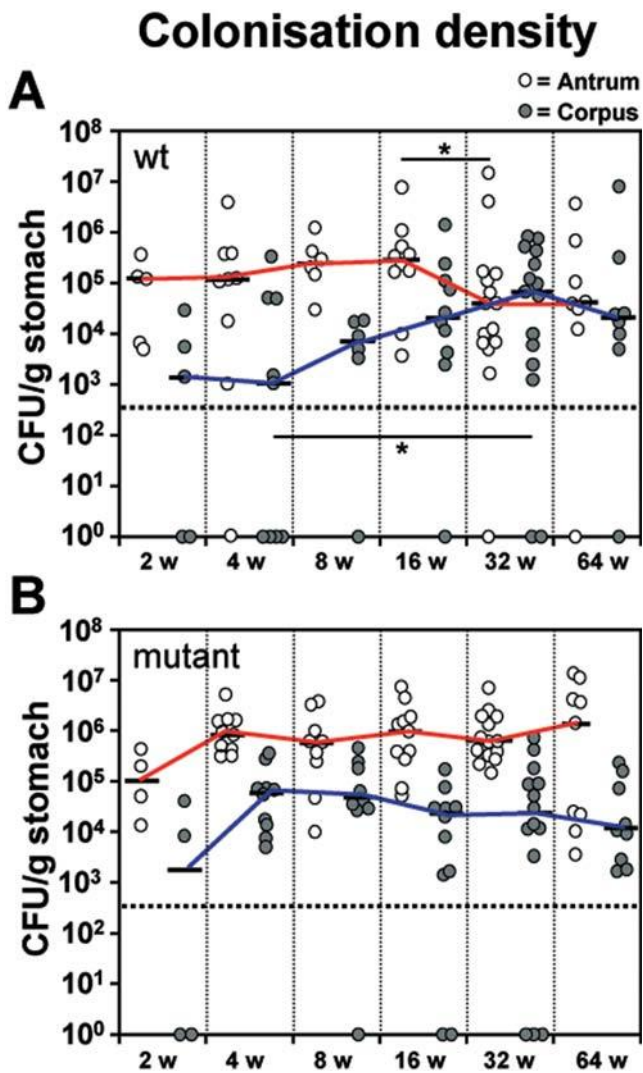 Colonisation density
○ = Antrum
● = Corpus
A
wt
*
*
CFU/g stomach
10⁸
10⁷
10⁶
10⁵
10⁴
10³
10²
10⁰
2 w 4 w 8 w 16 w 32 w 64 w
B
mutant
CFU/g stomach
10⁸
10⁷
10⁶
10⁵
10⁴
10³
10²
10¹
10⁰
2 w 4 w 8 w 16 w 32 w 64 w